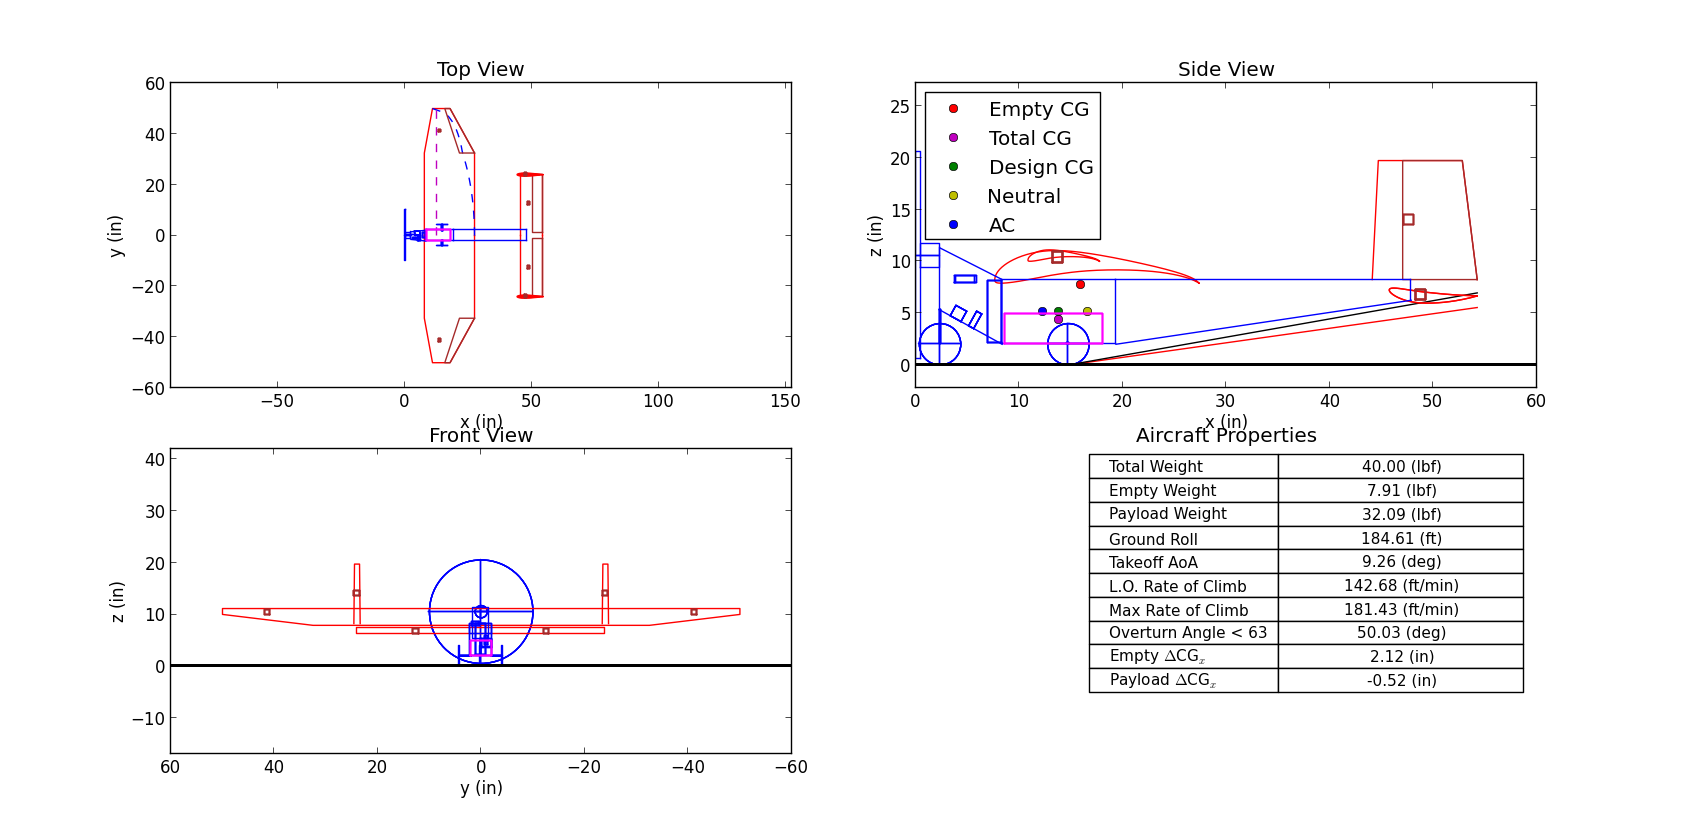 Top View
60
40
20
0
−20
−40
−60
y (in)
−50 0 50 100 150
x (in)
Side View
Empty CG
Total CG
Design CG
Neutral
AC
25
20
15
10
5
0
z (in)
0 10 20 30 40 50 60
x (in)
Front View
40
30
20
10
0
−10
z (in)
60 40 20 0 −20 −40 −60
y (in)
Aircraft Properties
Total Weight 40.00 (lbf)
Empty Weight 7.91 (lbf)
Payload Weight 32.09 (lbf)
Ground Roll 184.61 (ft)
Takeoff AoA 9.26 (deg)
L.O. Rate of Climb 142.68 (ft/min)
Max Rate of Climb 181.43 (ft/min)
Overturn Angle < 63 50.03 (deg)
Empty ΔCGₓ 2.12 (in)
Payload ΔCGₓ -0.52 (in)